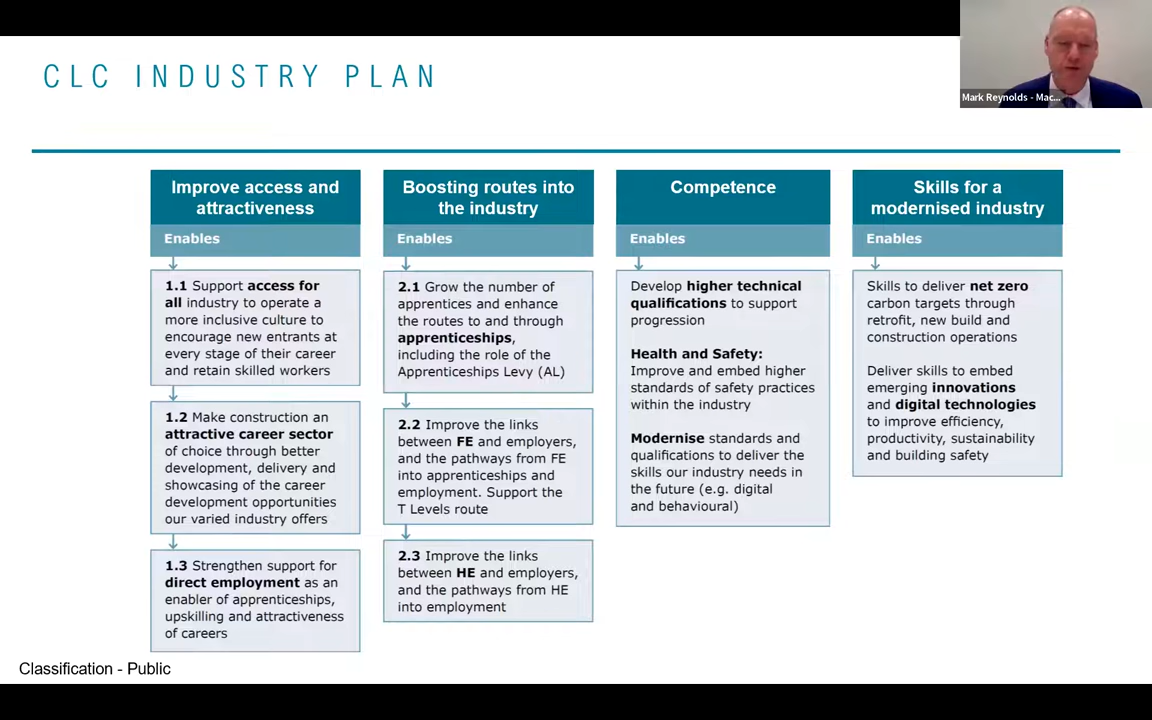 CLC INDUSTRY PLAN
Mark Reynolds - Mac...
Improve access and
attractiveness
Enables
1.1 Support access for
all industry to operate a
more inclusive culture to
encourage new entrants at
every stage of their career
and retain skilled workers
1.2 Make construction an
attractive career sector
of choice through better
development, delivery and
showcasing of the career
development opportunities
our varied industry offers
1.3 Strengthen support for
direct employment as an
enabler of apprenticeships,
upskilling and attractiveness
of careers
Boosting routes into
the industry
Enables
2.1 Grow the number of
apprentices and enhance
the routes to and through
apprenticeships,
including the role of the
Apprenticeships Levy (AL)
2.2 Improve the links
between FE and employers,
and the pathways from FE
into apprenticeships and
employment. Support the
T Levels route
2.3 Improve the links
between HE and employers,
and the pathways from HE
into employment
Competence
Enables
Develop higher technical
qualifications to support
progression
Health and Safety:
Improve and embed higher
standards of safety practices
within the industry
Modernise standards and
qualifications to deliver the
skills our industry needs in
the future (e.g. digital
and behavioural)
Skills for a
modernised industry
Enables
Skills to deliver net zero
carbon targets through
retrofit, new build and
construction operations
Deliver skills to embed
emerging innovations
and digital technologies
to improve efficiency,
productivity, sustainability
and building safety
Classification - Public